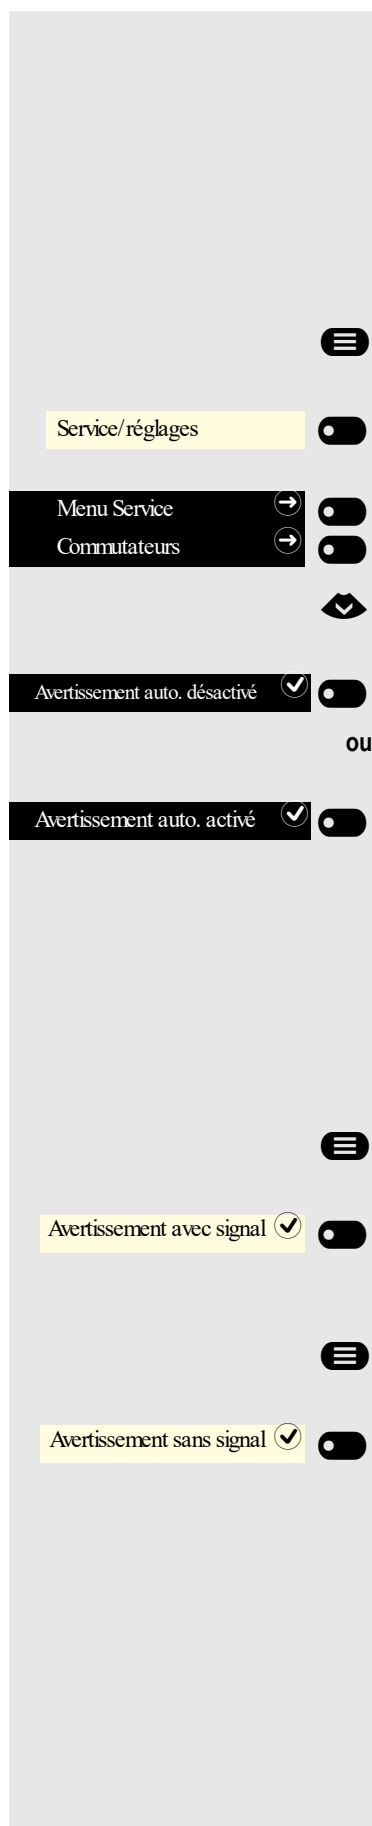 Service/réglages
Menu Service
Commutateurs
Avertissement auto. désactivé
ou
Avertissement auto. activé
Avertissement avec signal
Avertissement sans signal